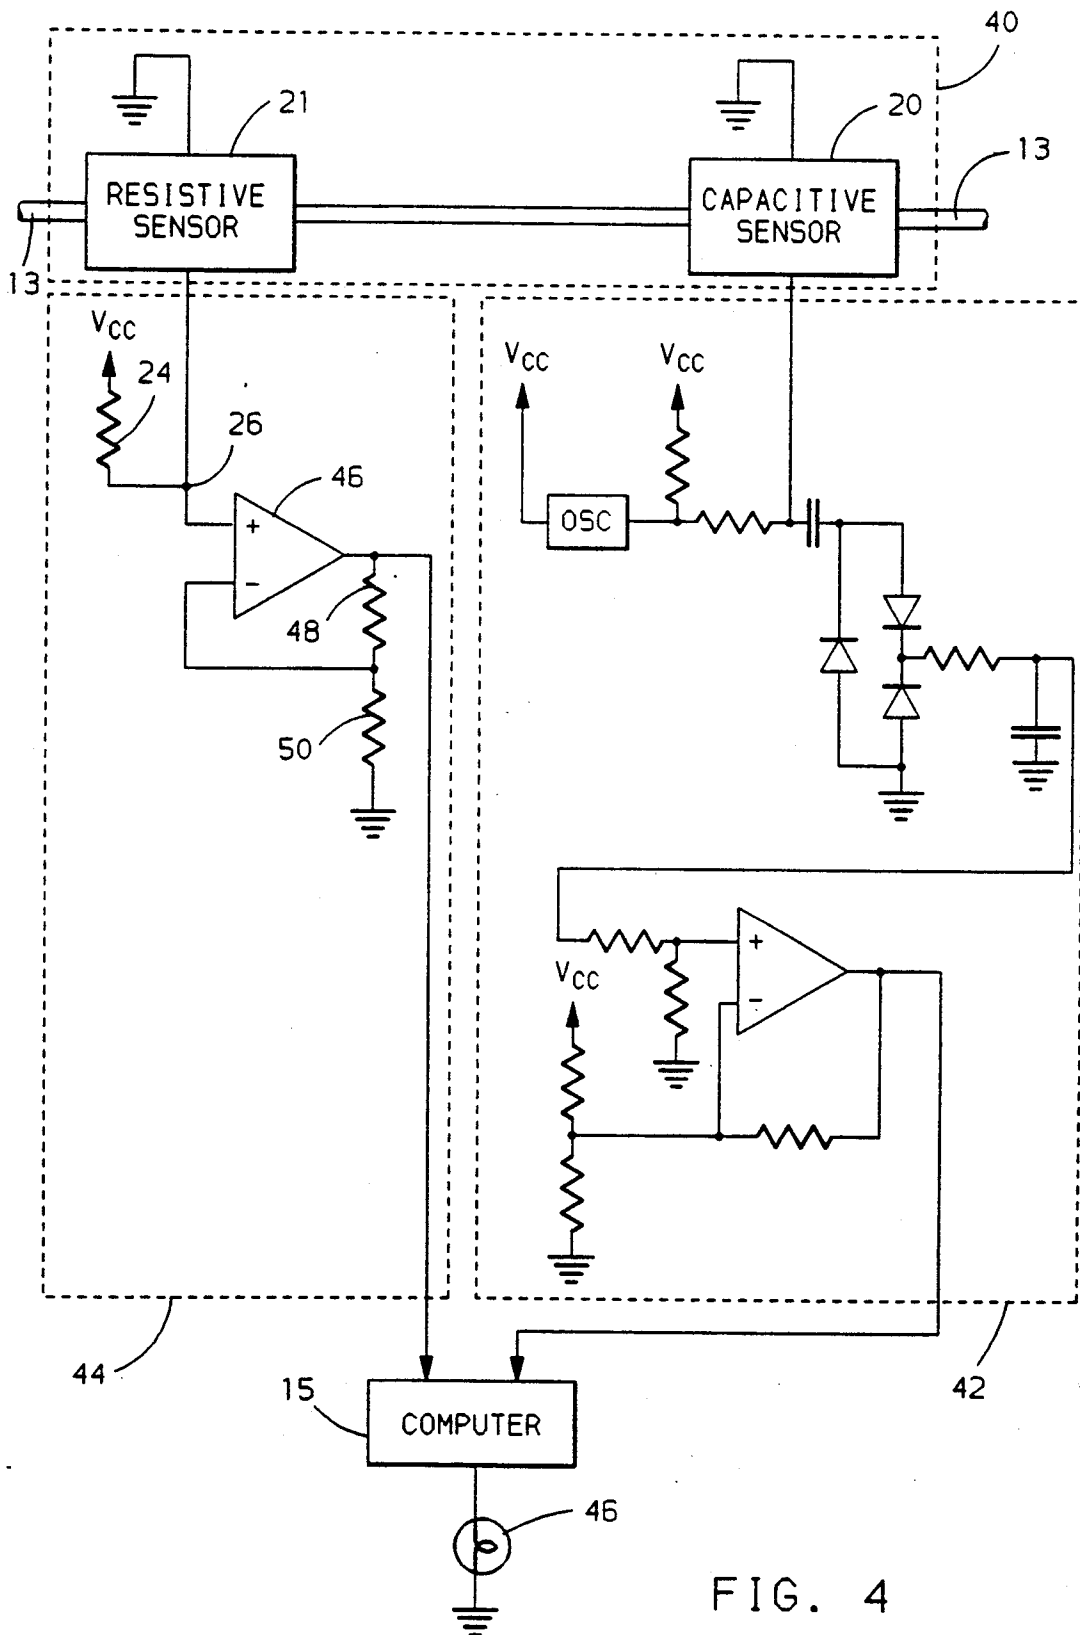 40
21
20
13
RESISTIVE
SENSOR
CAPACITIVE
SENSOR
13
VCC
24
26
46
+
−
48
50
VCC
VCC
OSC
VCC
+
−
44
42
15
COMPUTER
46
FIG. 4